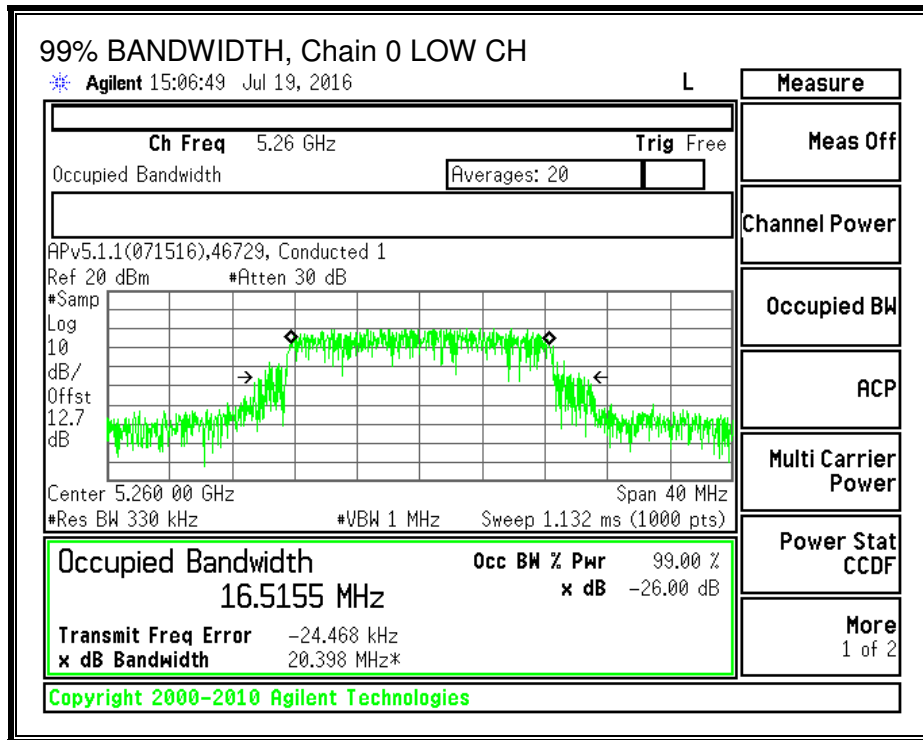 99% BANDWIDTH, Chain 0 LOW CH
Agilent 15:06:49 Jul 19, 2016 L
Measure
Ch Freq 5.26 GHz Trig Free
Meas Off
Occupied Bandwidth Averages: 20
Channel Power
APv5.1.1(071516),46729, Conducted 1
Ref 20 dBm #Atten 30 dB
#Samp
Log
10
dB/
Offst
12.7
dB
Occupied BW
ACP
Multi Carrier
Power
Center 5.260 00 GHz Span 40 MHz
#Res BW 330 kHz #VBW 1 MHz Sweep 1.132 ms (1000 pts)
Power Stat
CCDF
Occupied Bandwidth Occ BW % Pwr 99.00 %
16.5155 MHz x dB -26.00 dB
Transmit Freq Error -24.468 kHz
x dB Bandwidth 20.398 MHz*
More
1 of 2
Copyright 2000-2010 Agilent Technologies